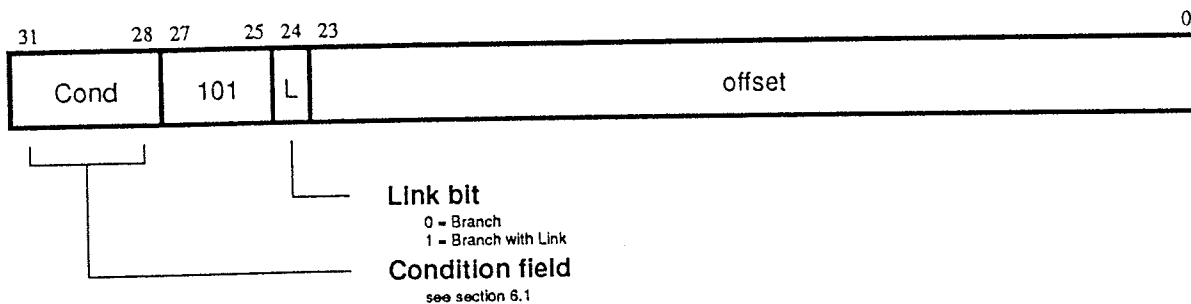 31 28 27 25 24 23 0
Cond 101 L offset
Link bit
0 = Branch
1 = Branch with Link
Condition field
see section 6.1